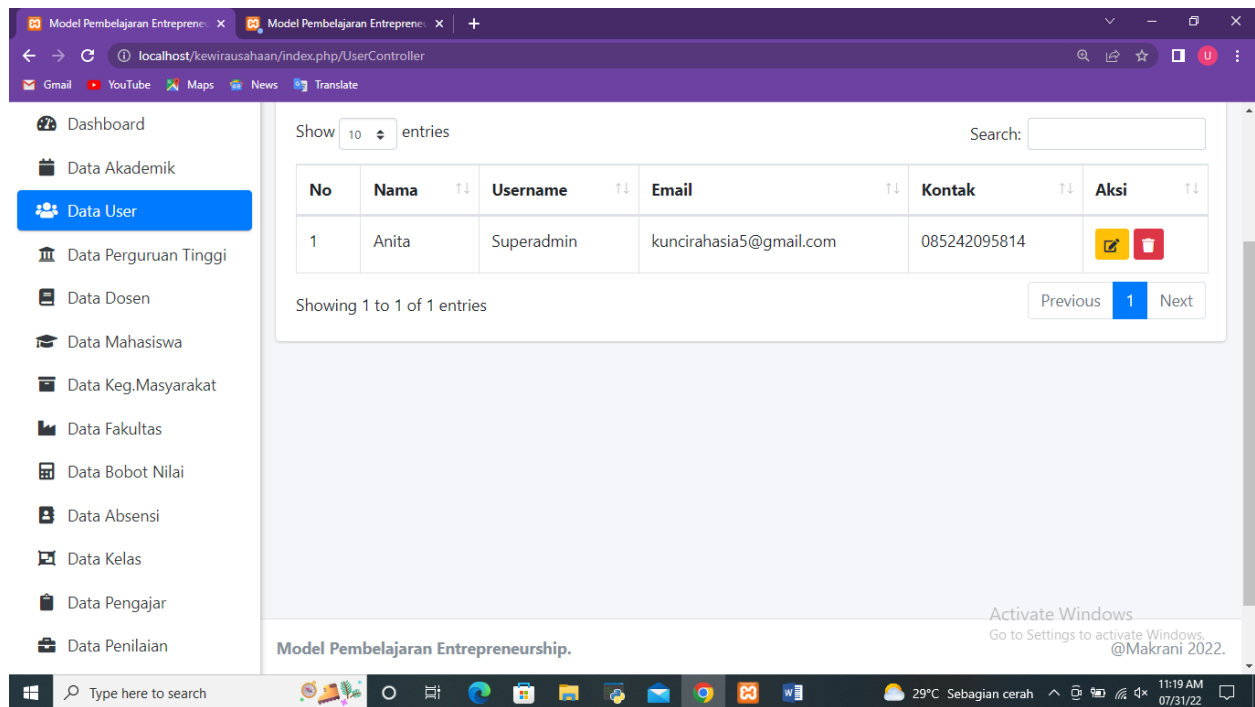 Model Pembelajaran Entrepreneu
Model Pembelajaran Entrepreneu
localhost/kewirausahaan/index.php/UserController
U
Gmail YouTube Maps News Translate
Dashboard
Data Akademik
Data User
Data Perguruan Tinggi
Data Dosen
Data Mahasiswa
Data Keg.Masyarakat
Data Fakultas
Data Bobot Nilai
Data Absensi
Data Kelas
Data Pengajar
Data Penilaian
Show 10 entries
Search:
No Nama Username Email Kontak Aksi
1 Anita Superadmin kuncirahasia5@gmail.com 085242095814
Showing 1 to 1 of 1 entries
Previous 1 Next
Activate Windows
Go to Settings to activate Windows.
Model Pembelajaran Entrepreneurship.
@Makrani 2022.
Type here to search
29°C Sebagian cerah
11:19 AM
07/31/22